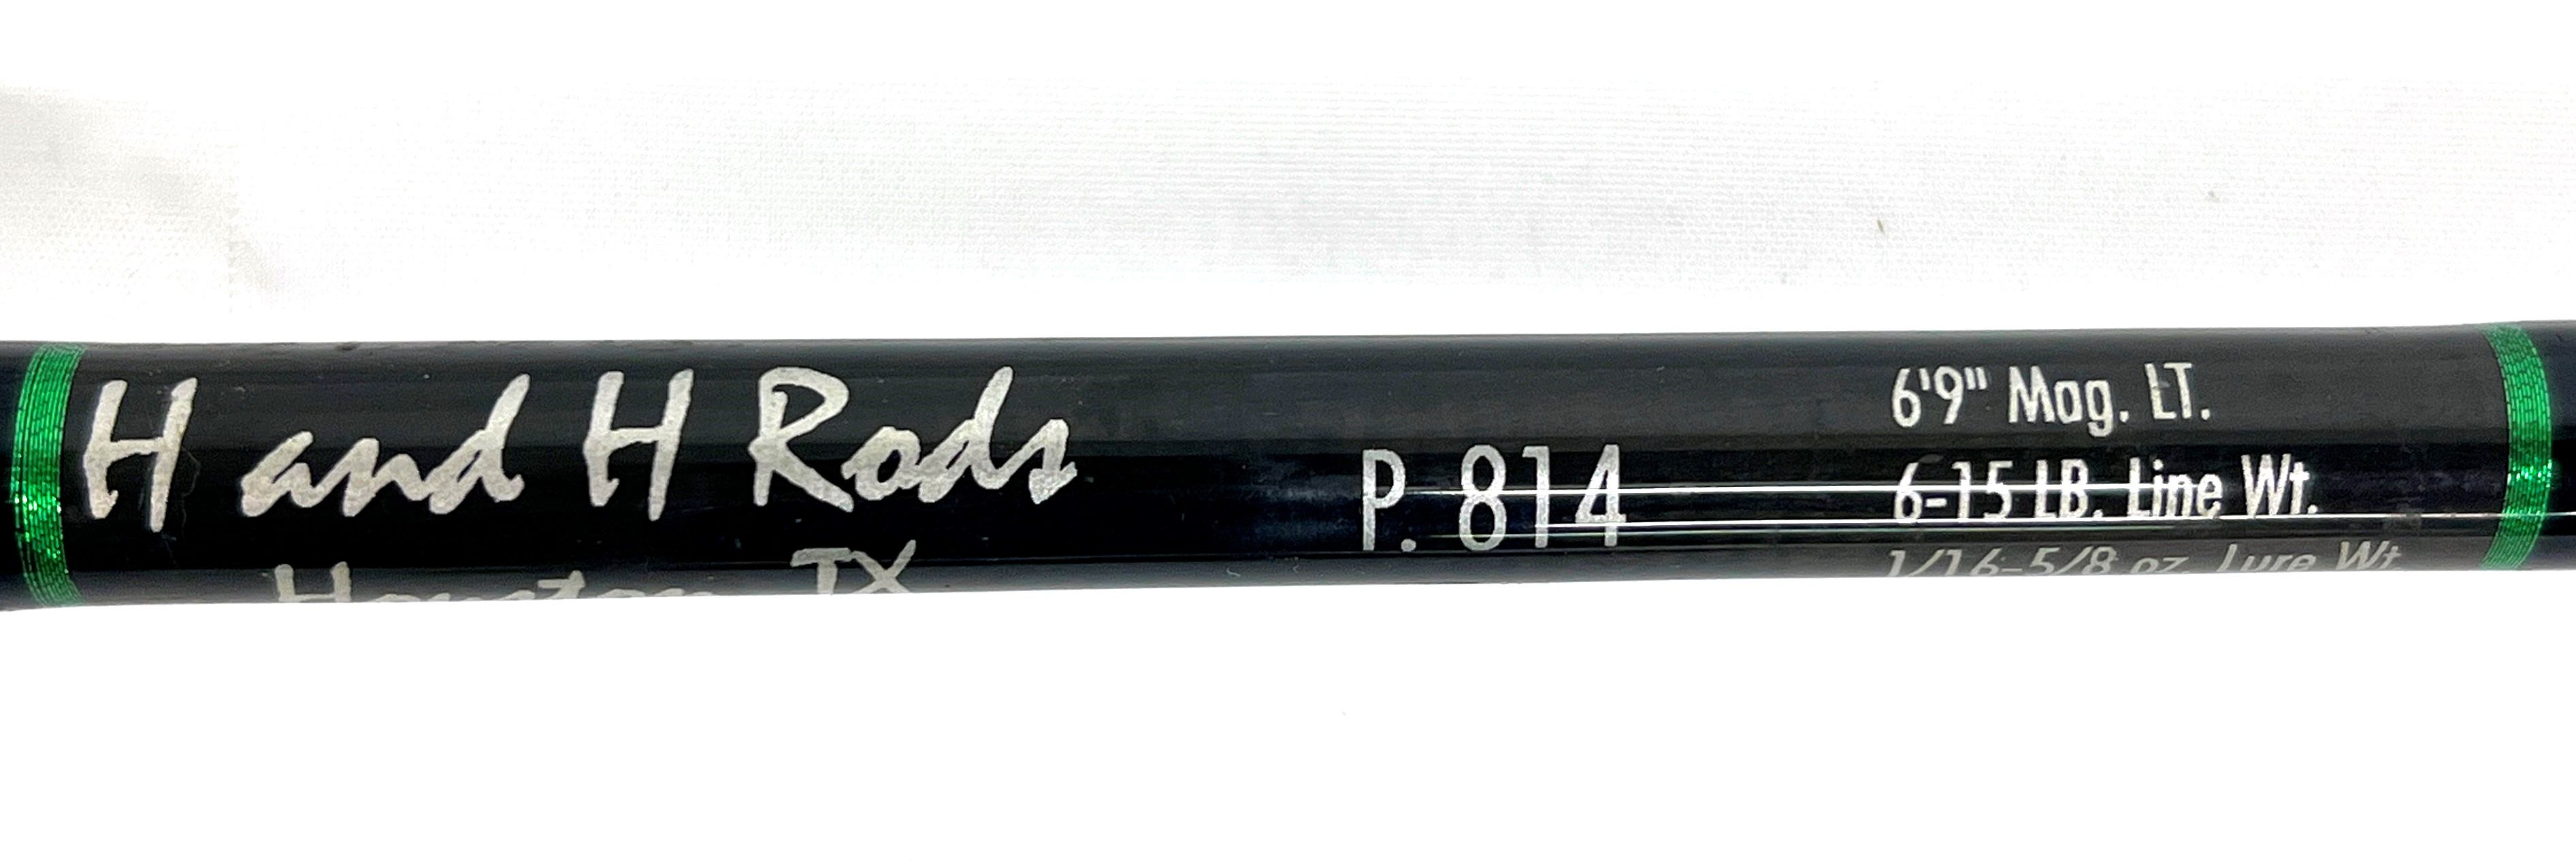 H and H Rods
Houston, TX
P. 814
6'9" Mag. LT.
6-15 LB. Line Wt.
1/16-5/8 oz. Lure Wt.